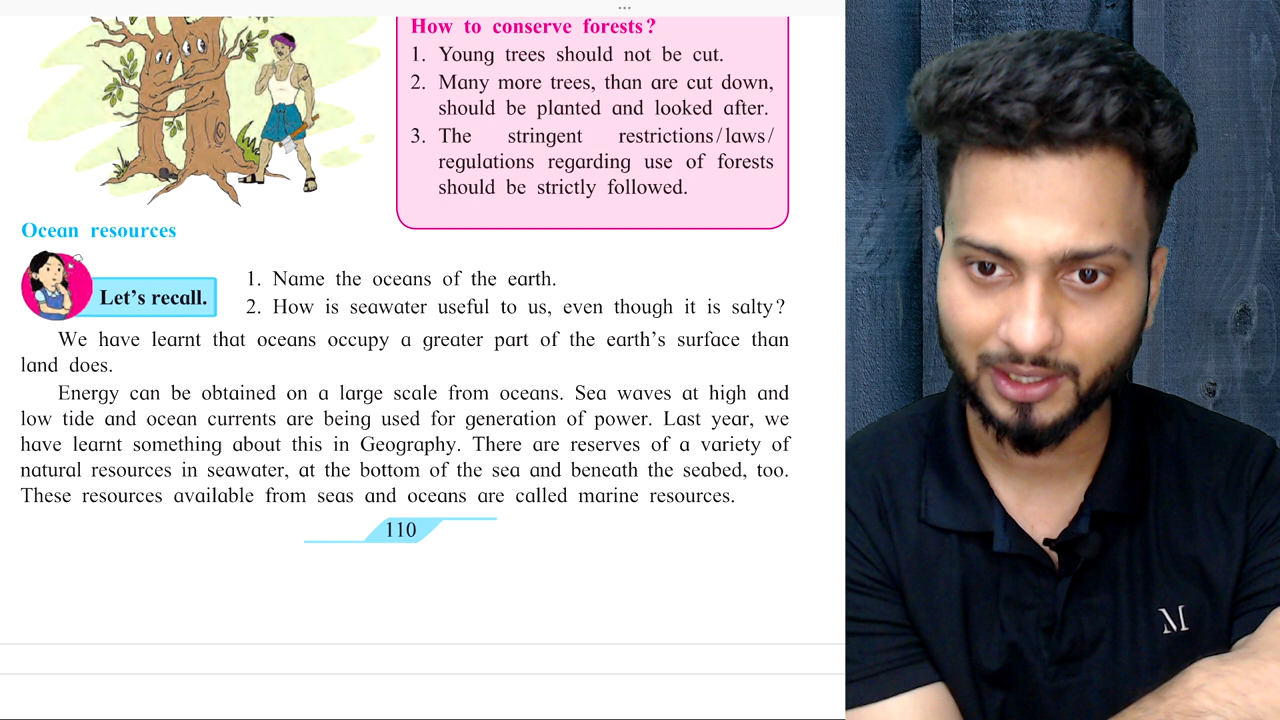 How to conserve forests?
1. Young trees should not be cut.
2. Many more trees, than are cut down,
should be planted and looked after.
3. The stringent restrictions/laws/
regulations regarding use of forests
should be strictly followed.
Ocean resources
Let's recall.
1. Name the oceans of the earth.
2. How is seawater useful to us, even though it is salty?
We have learnt that oceans occupy a greater part of the earth's surface than
land does.
Energy can be obtained on a large scale from oceans. Sea waves at high and
low tide and ocean currents are being used for generation of power. Last year, we
have learnt something about this in Geography. There are reserves of a variety of
natural resources in seawater, at the bottom of the sea and beneath the seabed, too.
These resources available from seas and oceans are called marine resources.
110
M